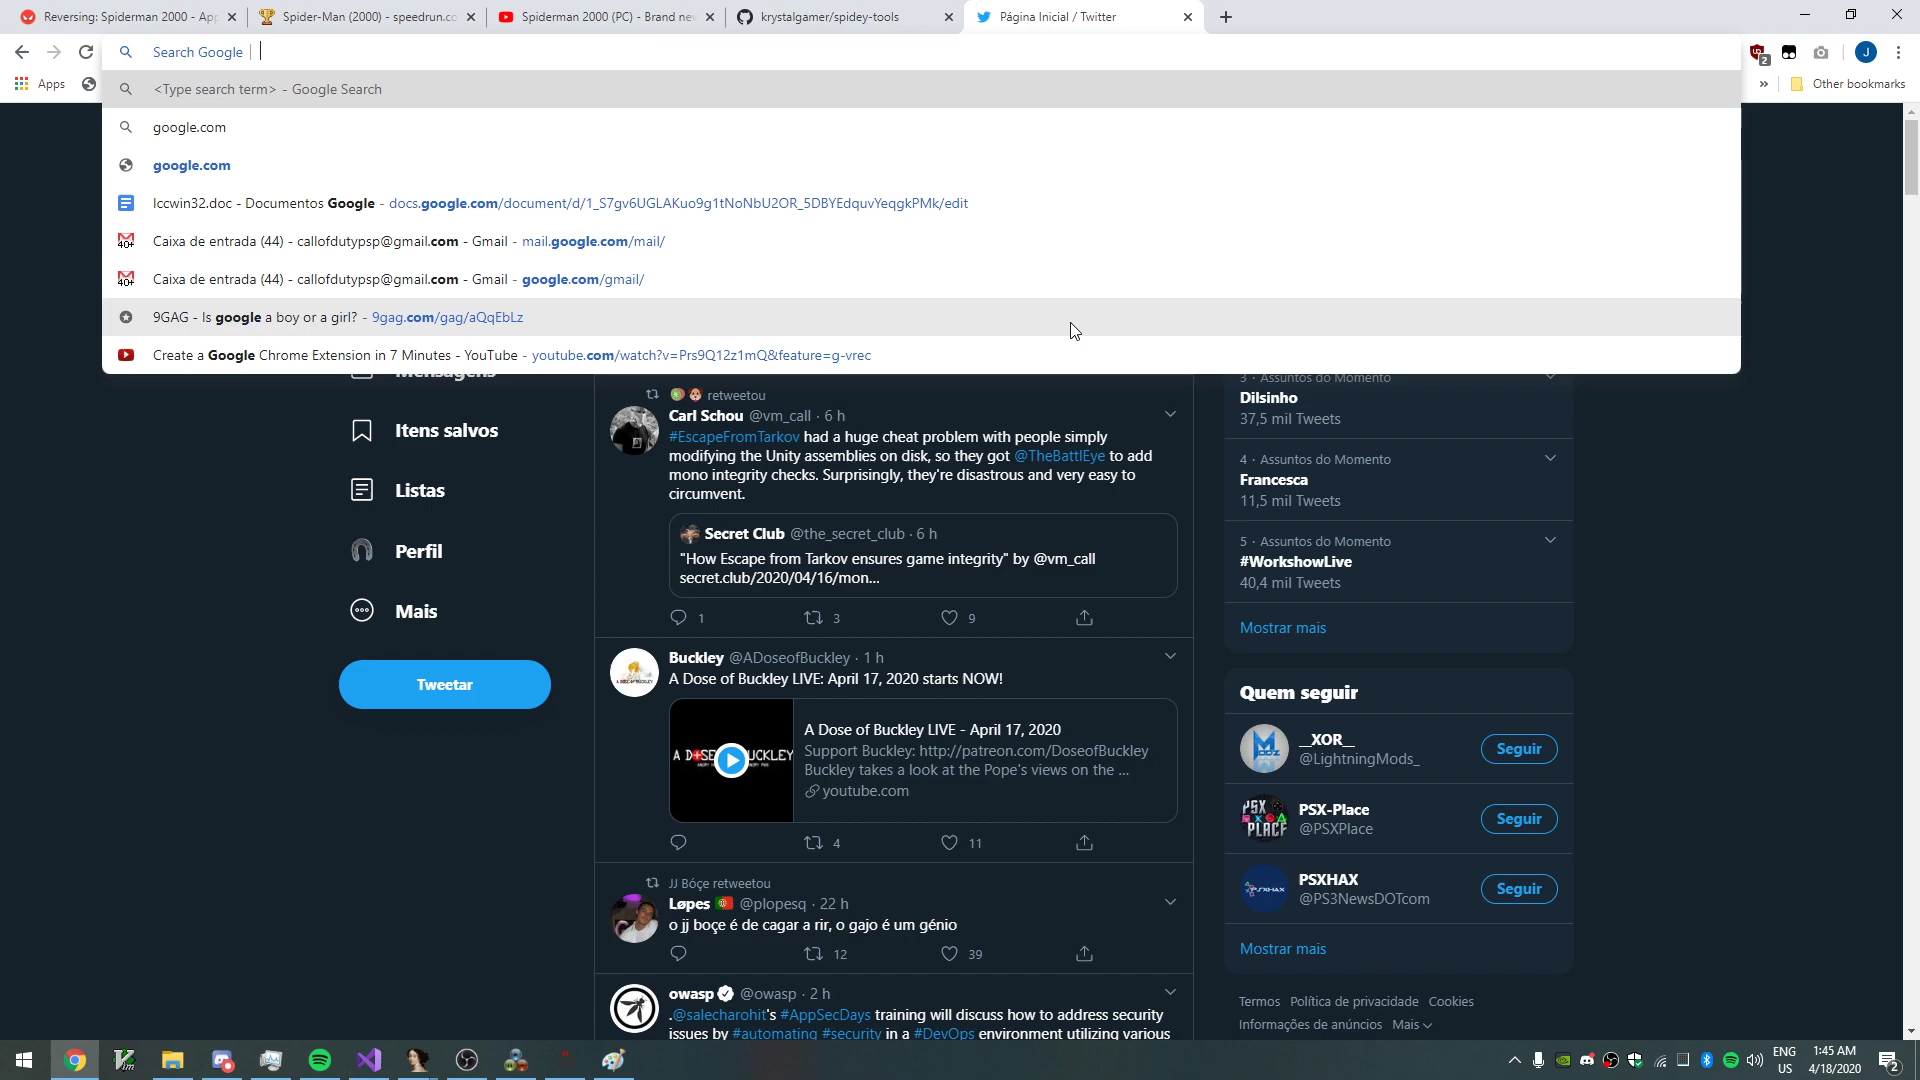 Reversing: Spiderman 2000 - App
Spider-Man (2000) - speedrun.co
Spiderman 2000 (PC) - Brand ne
krystalgamer/spidey-tools
Página Inicial / Twitter
Search Google
2
J
Apps
»
Other bookmarks
<Type search term> - Google Search
google.com
google.com
lccwin32.doc - Documentos Google - docs.google.com/document/d/1_S7gv6UGLAKuo9g1tNoNbU2OR_5DBYEdquvYeqgkPMk/edit
40+
Caixa de entrada (44) - callofdutypsp@gmail.com - Gmail - mail.google.com/mail/
40+
Caixa de entrada (44) - callofdutypsp@gmail.com - Gmail - google.com/gmail/
9GAG - Is google a boy or a girl? - 9gag.com/gag/aQqEbLz
Create a Google Chrome Extension in 7 Minutes - YouTube - youtube.com/watch?v=Prs9Q12z1mQ&feature=g-vrec
Mensagens
Itens salvos
Listas
Perfil
Mais
Tweetar
retweetou
Carl Schou @vm_call · 6 h
#EscapeFromTarkov had a huge cheat problem with people simply
modifying the Unity assemblies on disk, so they got @TheBattlEye to add
mono integrity checks. Surprisingly, they're disastrous and very easy to
circumvent.
Secret Club @the_secret_club · 6 h
"How Escape from Tarkov ensures game integrity" by @vm_call
secret.club/2020/04/16/mon...
1 3 9
Buckley @ADoseofBuckley · 1 h
A Dose of Buckley LIVE: April 17, 2020 starts NOW!
A Dose of Buckley LIVE - April 17, 2020
Support Buckley: http://patreon.com/DoseofBuckley
Buckley takes a look at the Pope's views on the ...
youtube.com
4 11
JJ Bóçe retweetou
Løpes @plopesq · 22 h
o jj boçe é de cagar a rir, o gajo é um génio
12 39
owasp @owasp · 2 h
.@salecharohit's #AppSecDays training will discuss how to address security
issues by #automating #security in a #DevOps environment utilizing various
3 · Assuntos do Momento
Dilsinho
37,5 mil Tweets
4 · Assuntos do Momento
Francesca
11,5 mil Tweets
5 · Assuntos do Momento
#WorkshowLive
40,4 mil Tweets
Mostrar mais
Quem seguir
__XOR__
@LightningMods_
Seguir
PSX PLACE
PSX-Place
@PSXPlace
Seguir
PSXHAX
PSXHAX
@PS3NewsDOTcom
Seguir
Mostrar mais
Termos Política de privacidade Cookies
Informações de anúncios Mais
ENG
US
1:45 AM
4/18/2020
2